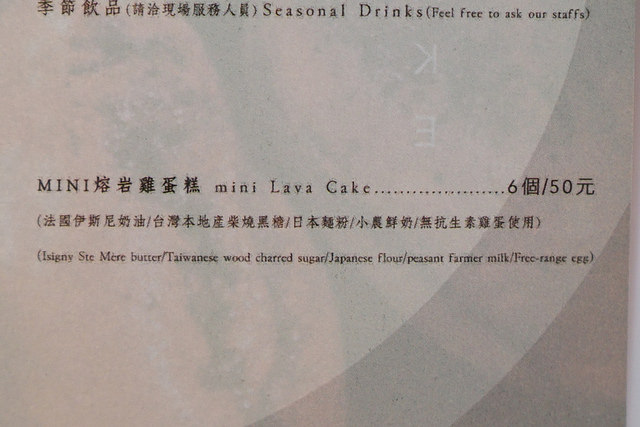 季節飲品(請洽現場服務人員) Seasonal Drinks(Feel free to ask our staffs)
K
E
MINI熔岩雞蛋糕 mini Lava Cake.....................6個/50元
(法國伊斯尼奶油/台灣本地產柴燒黑糖/日本麵粉/小農鮮奶/無抗生素雞蛋使用)
(Isigny Ste Mère butter/Taiwanese wood charred sugar/Japanese flour/peasant farmer milk/Free-range egg)